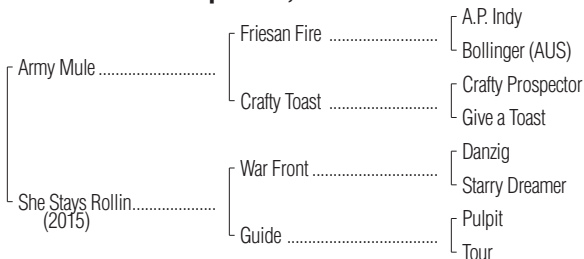 A.P. Indy
Friesan Fire ........................
Bollinger (AUS)
Army Mule ..........................
Crafty Prospector
Crafty Toast ........................
Give a Toast
Danzig
War Front ............................
Starry Dreamer
She Stays Rollin...................
(2015)
Pulpit
Guide ..................................
Tour